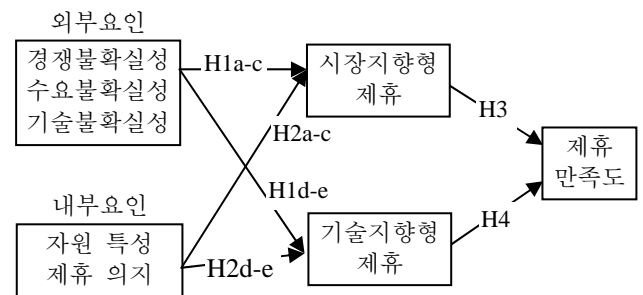 외부요인
경쟁불확실성
수요불확실성
기술불확실성
H1a-c
시장지향형
제휴
H2a-c
H3
제휴
만족도
내부요인
자원 특성
제휴 의지
H1d-e
H2d-e
기술지향형
제휴
H4